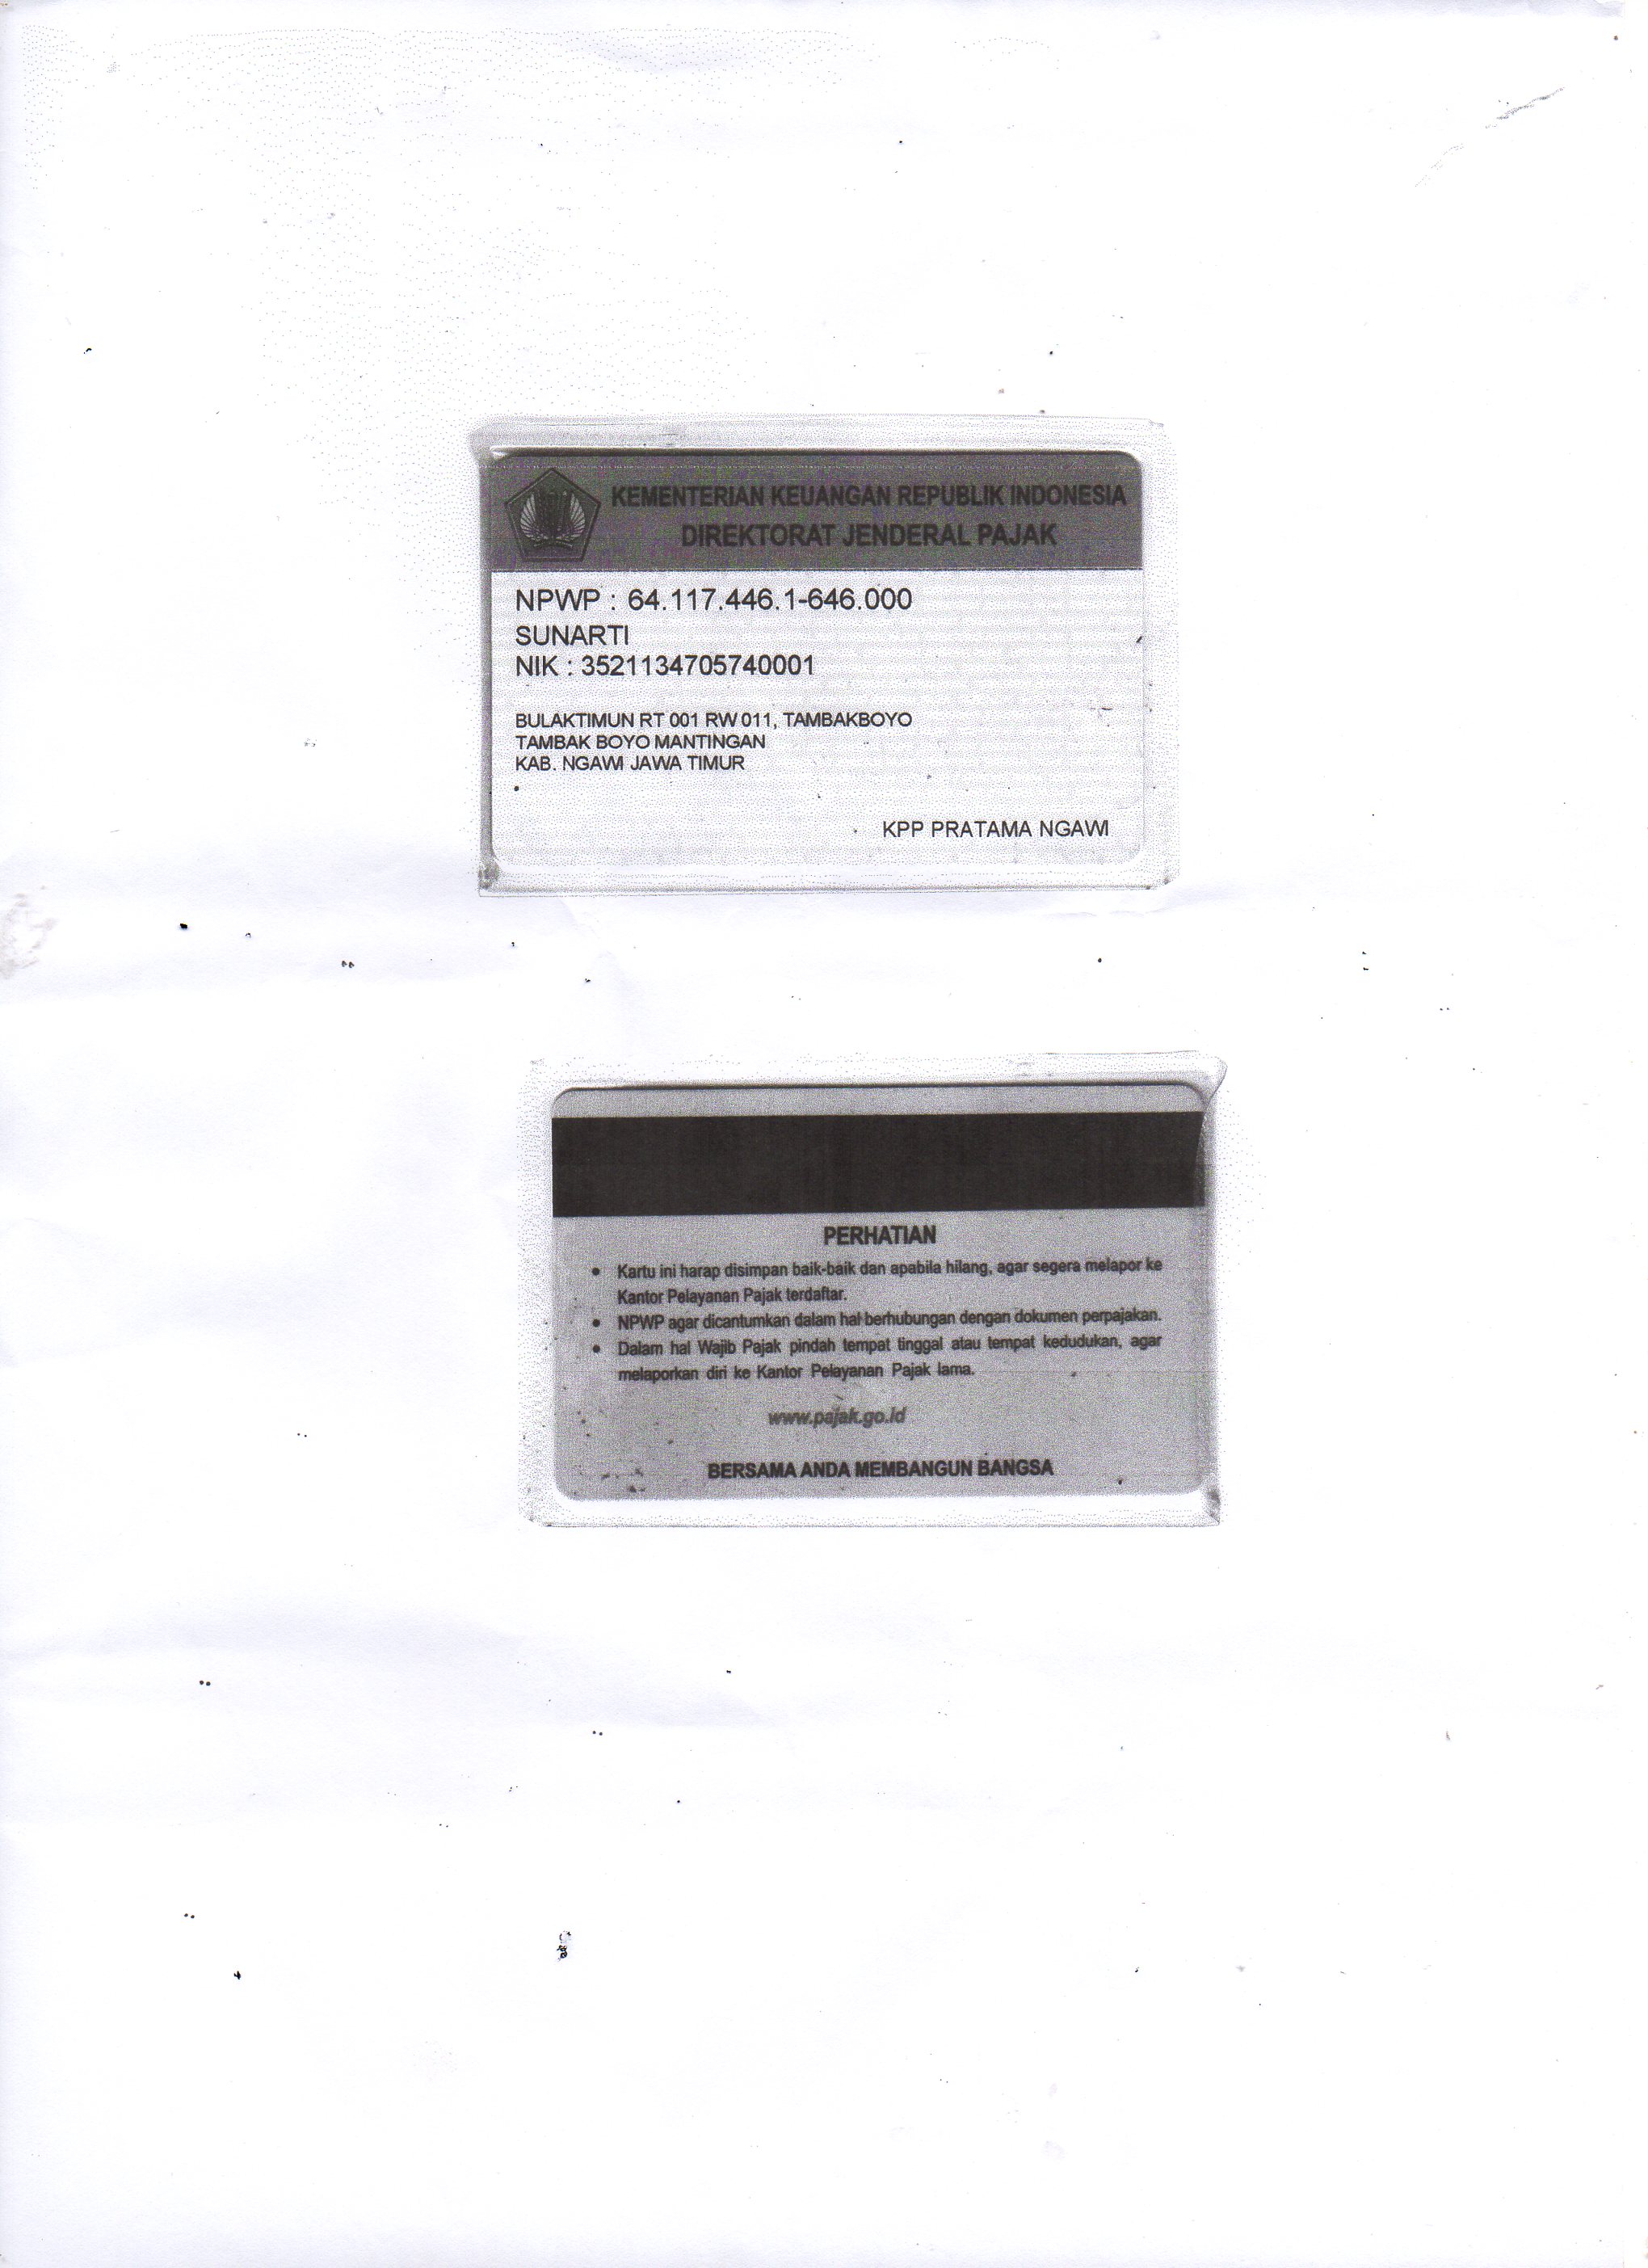 KEMENTERIAN KEUANGAN REPUBLIK INDONESIA
DIREKTORAT JENDERAL PAJAK
NPWP : 64.117.446.1-646.000
SUNARTI
NIK : 3521134705740001
BULAKTIMUN RT 001 RW 011, TAMBAKBOYO
TAMBAK BOYO MANTINGAN
KAB. NGAWI JAWA TIMUR
KPP PRATAMA NGAWI
PERHATIAN
• Kartu ini harap disimpan baik-baik dan apabila hilang, agar segera melapor ke
Kantor Pelayanan Pajak terdaftar.
• NPWP agar dicantumkan dalam hal berhubungan dengan dokumen perpajakan.
• Dalam hal Wajib Pajak pindah tempat tinggal atau tempat kedudukan, agar
melaporkan diri ke Kantor Pelayanan Pajak lama.
www.pajak.go.id
BERSAMA ANDA MEMBANGUN BANGSA